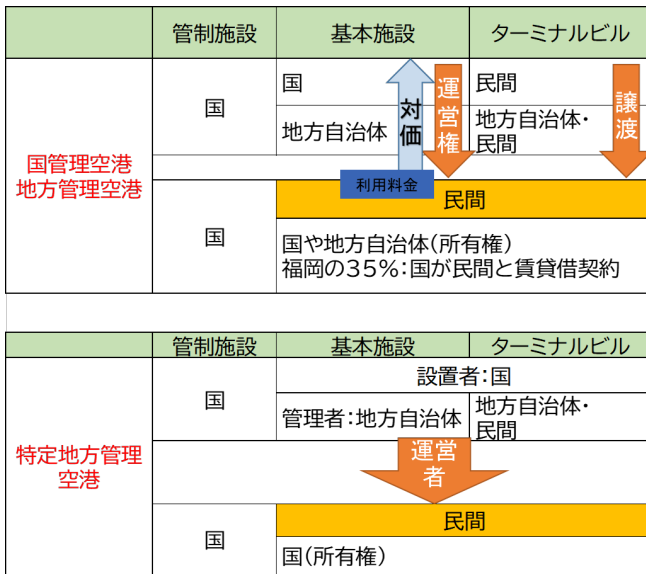 管制施設 基本施設 ターミナルビル
国管理空港
地方管理空港
国
国
民間
地方自治体
地方自治体・
民間
対価
運営権
譲渡
利用料金
民間
国
国や地方自治体(所有権)
福岡の35%:国が民間と賃貸借契約
管制施設 基本施設 ターミナルビル
特定地方管理
空港
国
設置者:国
管理者:地方自治体
地方自治体・
民間
運営
者
民間
国
国(所有権)